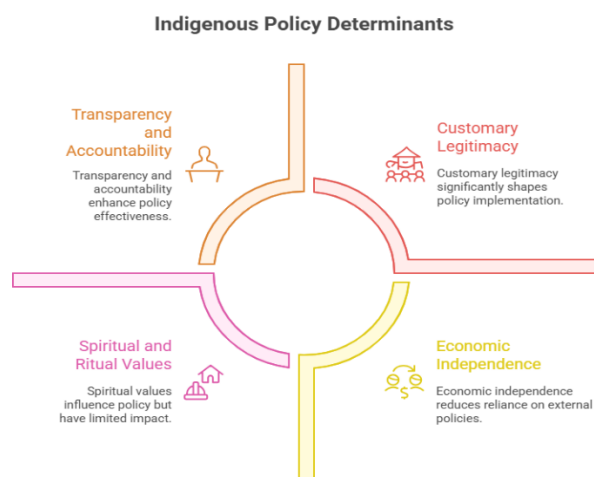 Indigenous Policy Determinants
Transparency
and
Accountability
Transparency and
accountability
enhance policy
effectiveness.
Customary
Legitimacy
Customary legitimacy
significantly shapes
policy implementation.
Spiritual and
Ritual Values
Spiritual values
influence policy but
have limited impact.
Economic
Independence
Economic independence
reduces reliance on external
policies.
$